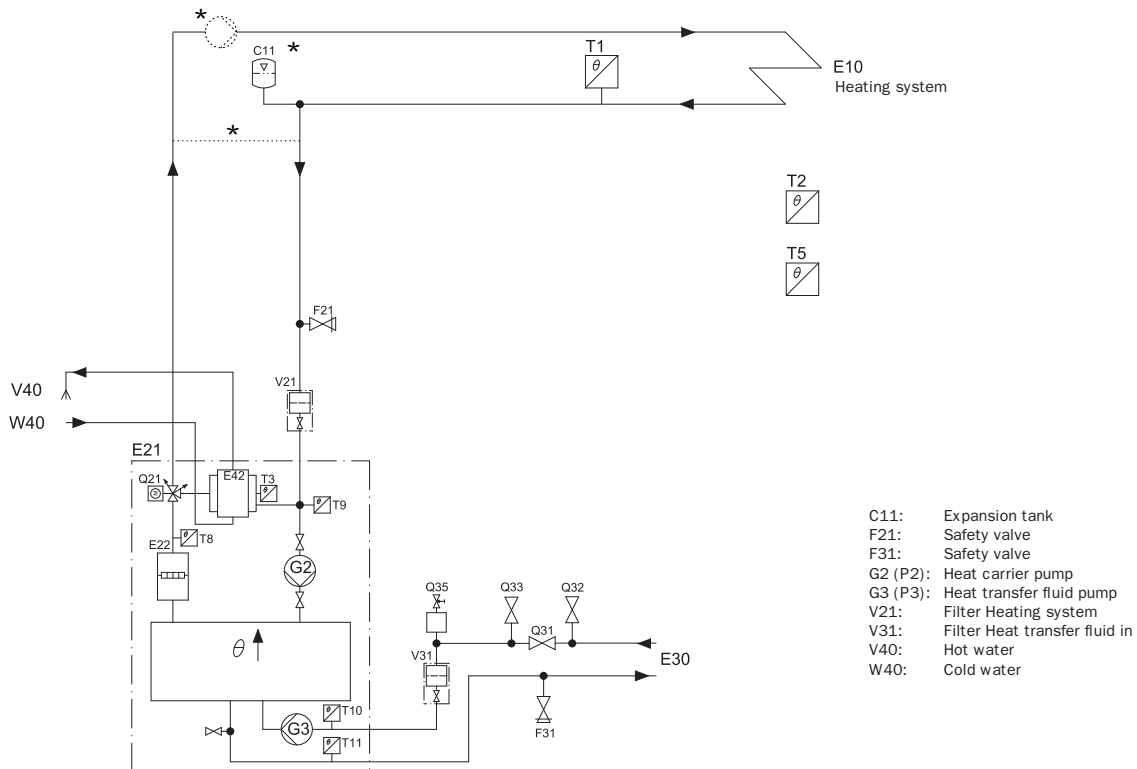 *
C11
*
T1
θ
E10
Heating system
*
T2
θ
T5
θ
F21
V40
V21
W40
E21
Q21
E42
T3
θ
θ
T9
E22
θ
T8
G2
θ
Q35
Q33
Q32
Q31
V31
E30
θ
T10
G3
θ
T11
F31
C11: Expansion tank
F21: Safety valve
F31: Safety valve
G2 (P2): Heat carrier pump
G3 (P3): Heat transfer fluid pump
V21: Filter Heating system
V31: Filter Heat transfer fluid in
V40: Hot water
W40: Cold water